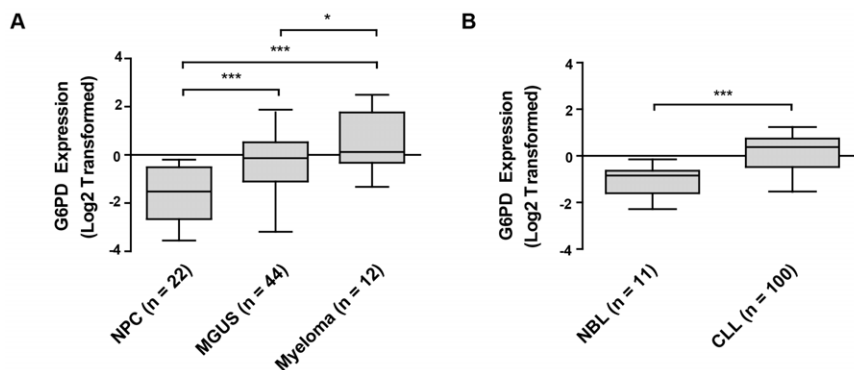 A
G6PD Expression
(Log2 Transformed)
4
2
0
-2
-4
***
***
*
NPC (n = 22)
MGUS (n = 44)
Myeloma (n = 12)
B
G6PD Expression
(Log2 Transformed)
4
2
0
-2
-4
***
NBL (n = 11)
CLL (n = 100)